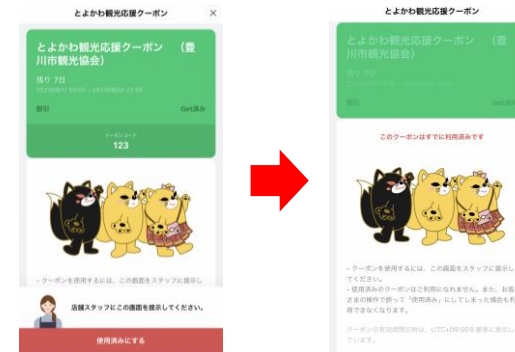 とよかわ観光応援クーポン
×
とよかわ観光応援クーポン （豊
川市観光協会）
残り 7日
割引
Get済み
クーポンコード
123
- クーポンを使用するには、この画面をスタッフに提示し
店舗スタッフにこの画面を提示してください。
使用済みにする
とよかわ観光応援クーポン
とよかわ観光応援クーポン （豊
川市観光協会）
残り 7日
割引
このクーポンはすでに利用済みです
- クーポンを使用するには、この画面をスタッフに提示し
てください。
- 使用済みのクーポンはご利用になれません。また、お客
さまの操作で誤って「使用済み」にしてしまった場合も利
用できなくなります。
クーポンの有効期間日時は、UTC+09:00を基準に表示し
ています。